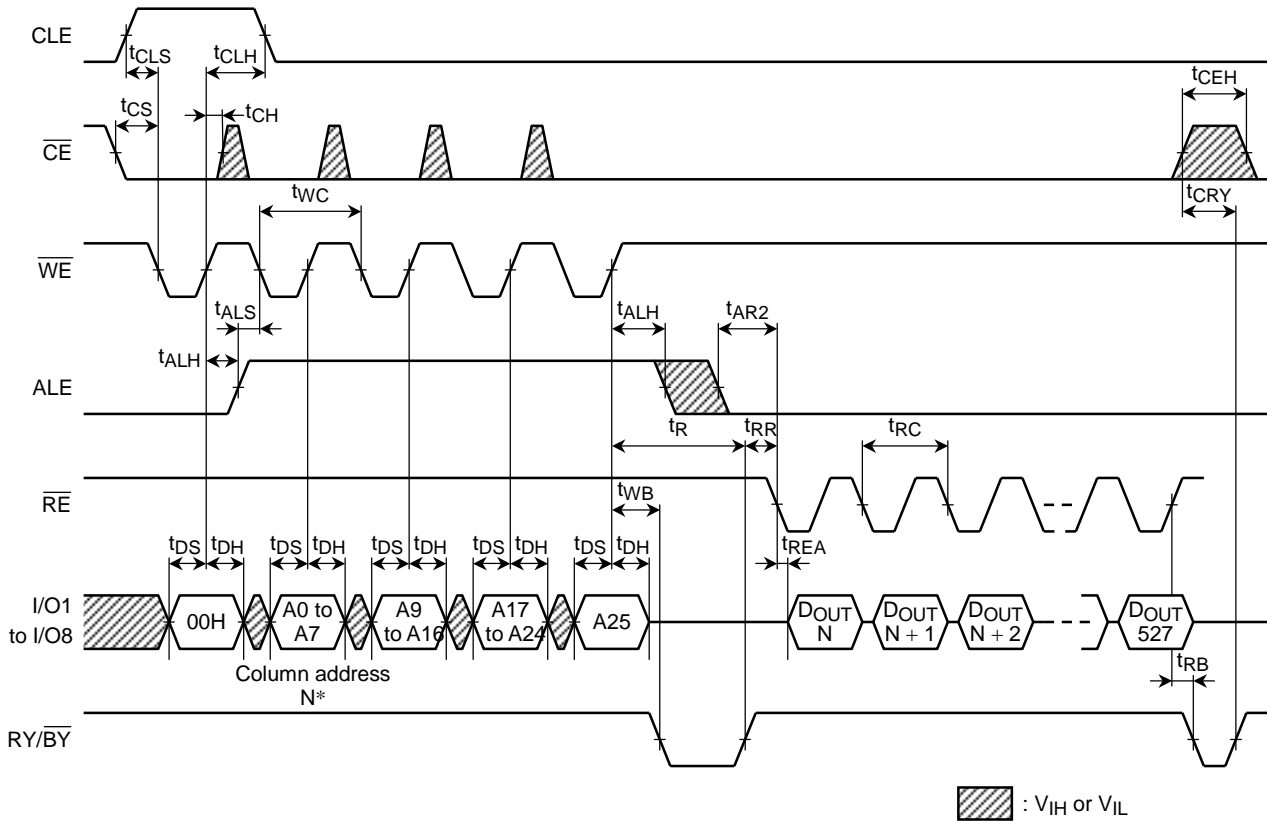 CLE
tCLS
tCLH
tCEH
tCS
tCH
CE
tWC
tCRY
WE
tALS
tALH
tAR2
tALH
ALE
tR
tRR
tRC
tWB
RE
tREA
tDS
tDH
tDS
tDH
tDS
tDH
tDS
tDH
tDS
tDH
I/O1
to I/O8
00H
A0 to
A7
A9
to A16
A17
to A24
A25
DOUT
N
DOUT
N + 1
DOUT
N + 2
DOUT
527
Column address
N*
tRB
RY/BY
: VIH or VIL